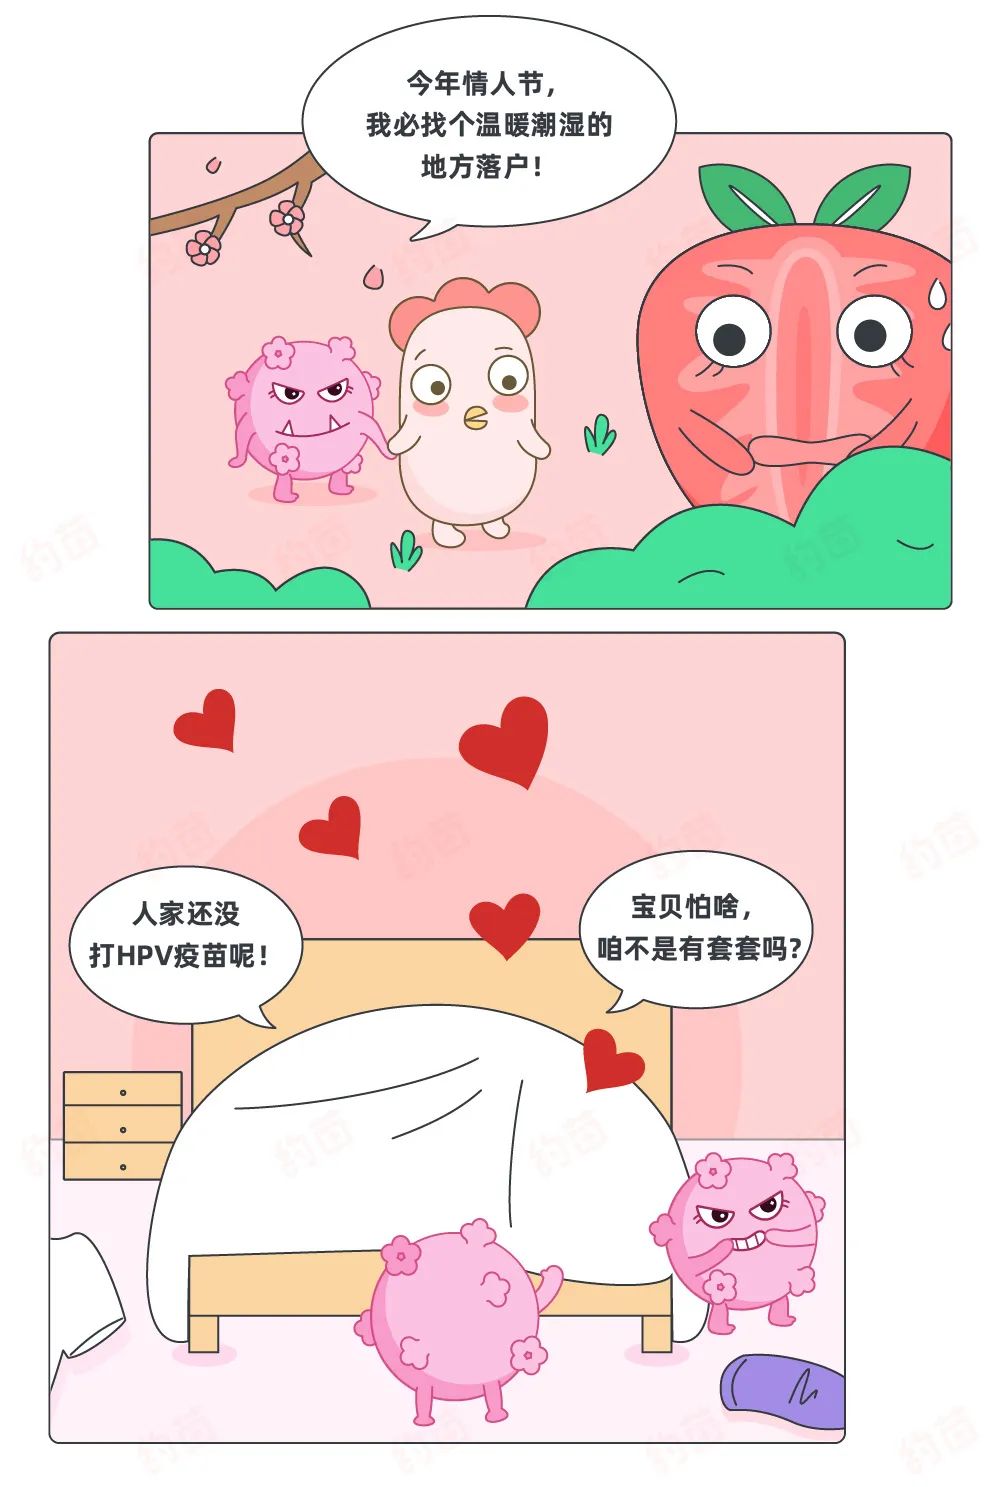 今年情人节，
我必找个温暖潮湿的
地方落户！
人家还没
打HPV疫苗呢！
宝贝怕啥，
咱不是有套套吗？
约苗